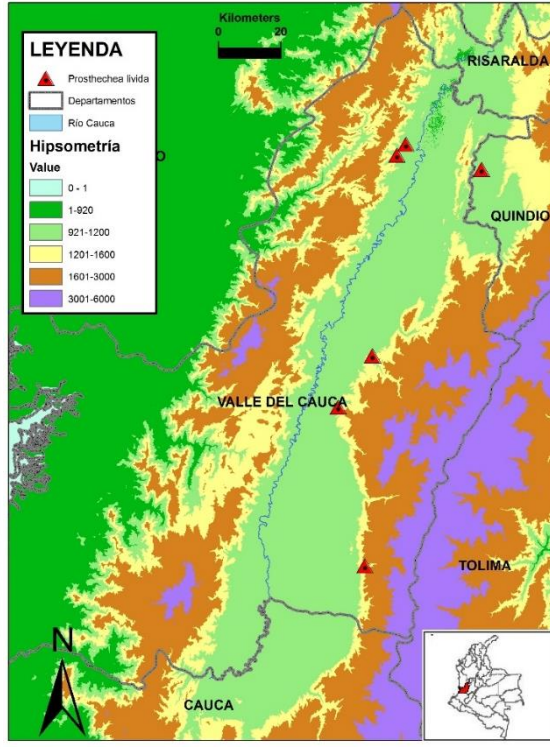 Kilometers
0 20
LEYENDA
Prosthechea livida
Departamentos
Río Cauca
Hipsometría
Value
0 - 1
1-920
921-1200
1201-1600
1601-3000
3001-6000
O
RISARALDA
QUINDIO
VALLE DEL CAUCA
TOLIMA
N
CAUCA